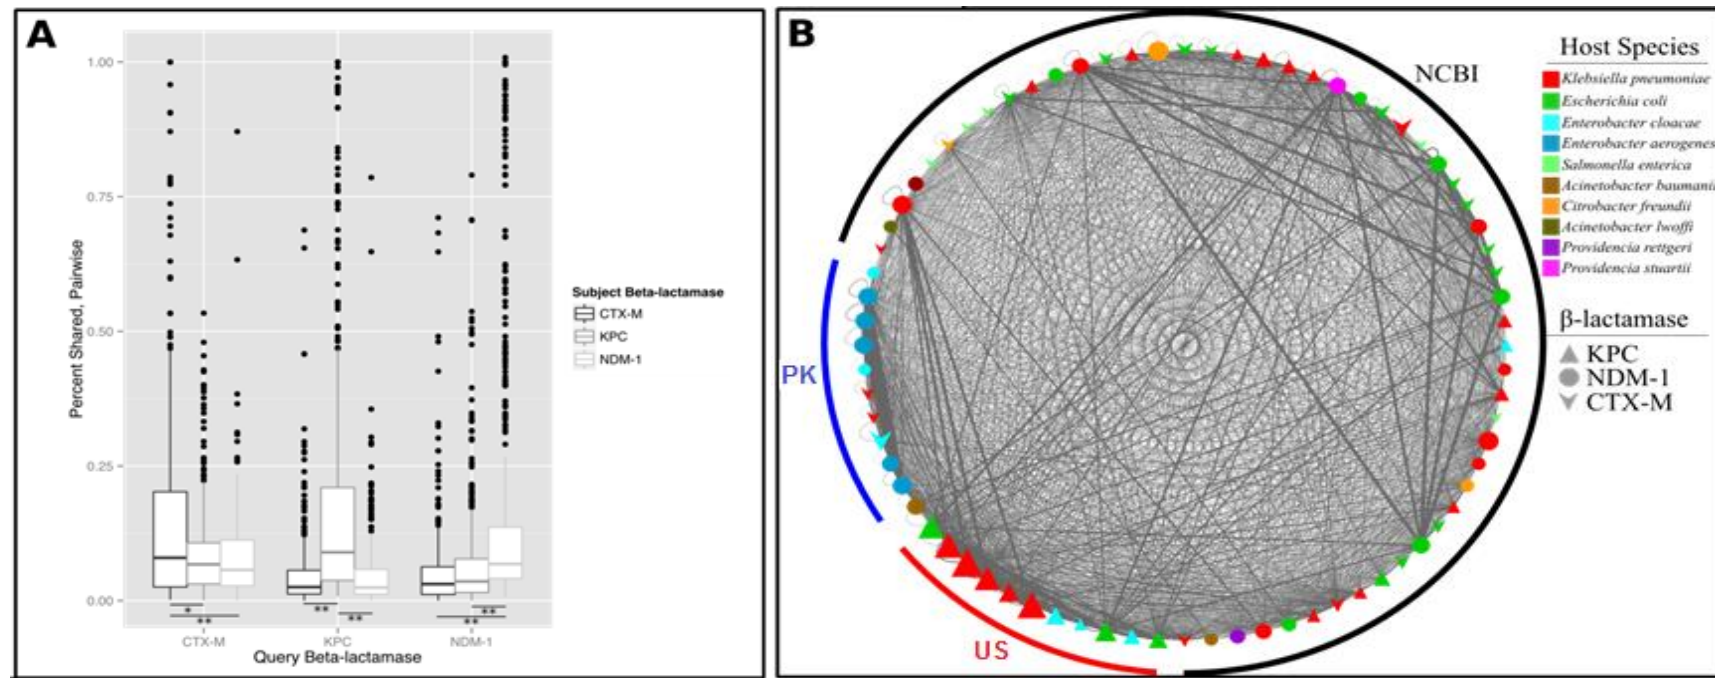 A
1.00
0.75
0.50
0.25
0.00
Percent Shared, Pairwise
* ** ** ** ** **
CTX-M KPC NDM-1
Query Beta-lactamase
Subject Beta-lactamase
CTX-M
KPC
NDM-1
B
NCBI
PK
US
Host Species
Klebsiella pneumoniae
Escherichia coli
Enterobacter cloacae
Enterobacter aerogenes
Salmonella enterica
Acinetobacter baumanii
Citrobacter freundii
Acinetobacter lwoffi
Providencia rettgeri
Providencia stuartii
β-lactamase
KPC
NDM-1
CTX-M